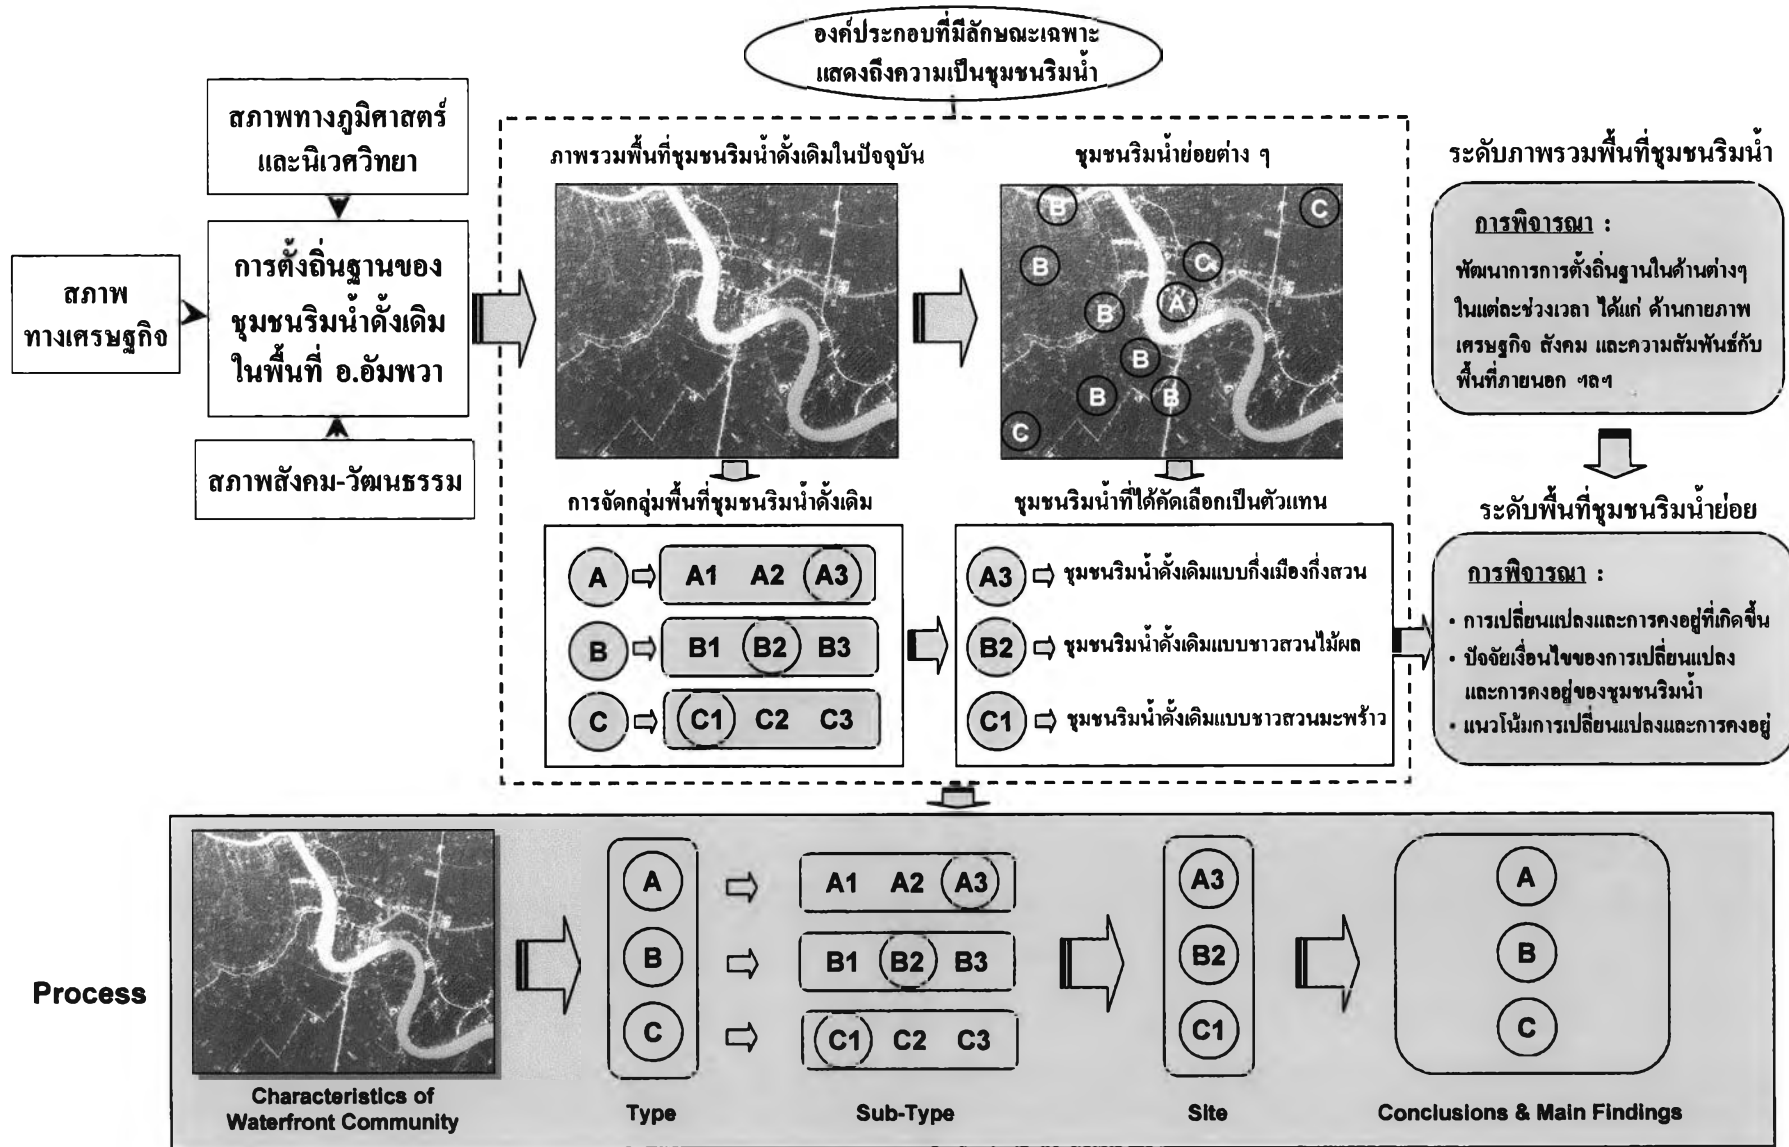 องค์ประกอบที่มีลักษณะเฉพาะ
แสดงถึงความเป็นชุมชนริมน้ำ
สภาพทางภูมิศาสตร์
และนิเวศวิทยา
สภาพ
ทางเศรษฐกิจ
การตั้งถิ่นฐานของ
ชุมชนริมน้ำดั้งเดิม
ในพื้นที่ อ.อัมพวา
สภาพสังคม-วัฒนธรรม
ภาพรวมพื้นที่ชุมชนริมน้ำดั้งเดิมในปัจจุบัน
ชุมชนริมน้ำย่อยต่าง ๆ
B
C
B
C
A
B
B
B
B
C
การจัดกลุ่มพื้นที่ชุมชนริมน้ำดั้งเดิม
A A1 A2 A3
B B1 B2 B3
C C1 C2 C3
ชุมชนริมน้ำที่ได้คัดเลือกเป็นตัวแทน
A3 ชุมชนริมน้ำดั้งเดิมแบบกึ่งเมืองกึ่งสวน
B2 ชุมชนริมน้ำดั้งเดิมแบบชาวสวนไม้ผล
C1 ชุมชนริมน้ำดั้งเดิมแบบชาวสวนมะพร้าว
ระดับภาพรวมพื้นที่ชุมชนริมน้ำ
การพิจารณา :
พัฒนาการการตั้งถิ่นฐานในด้านต่างๆ
ในแต่ละช่วงเวลา ได้แก่ ด้านกายภาพ
เศรษฐกิจ สังคม และความสัมพันธ์กับ
พื้นที่ภายนอก ฯลฯ
ระดับพื้นที่ชุมชนริมน้ำย่อย
การพิจารณา :
• การเปลี่ยนแปลงและการคงอยู่ที่เกิดขึ้น
• ปัจจัยเงื่อนไขของการเปลี่ยนแปลง
และการคงอยู่ของชุมชนริมน้ำ
• แนวโน้มการเปลี่ยนแปลงและการคงอยู่
Process
A A1 A2 A3 A3 A
B B1 B2 B3 B2 B
C C1 C2 C3 C1 C
Characteristics of
Waterfront Community
Type
Sub-Type
Site
Conclusions & Main Findings